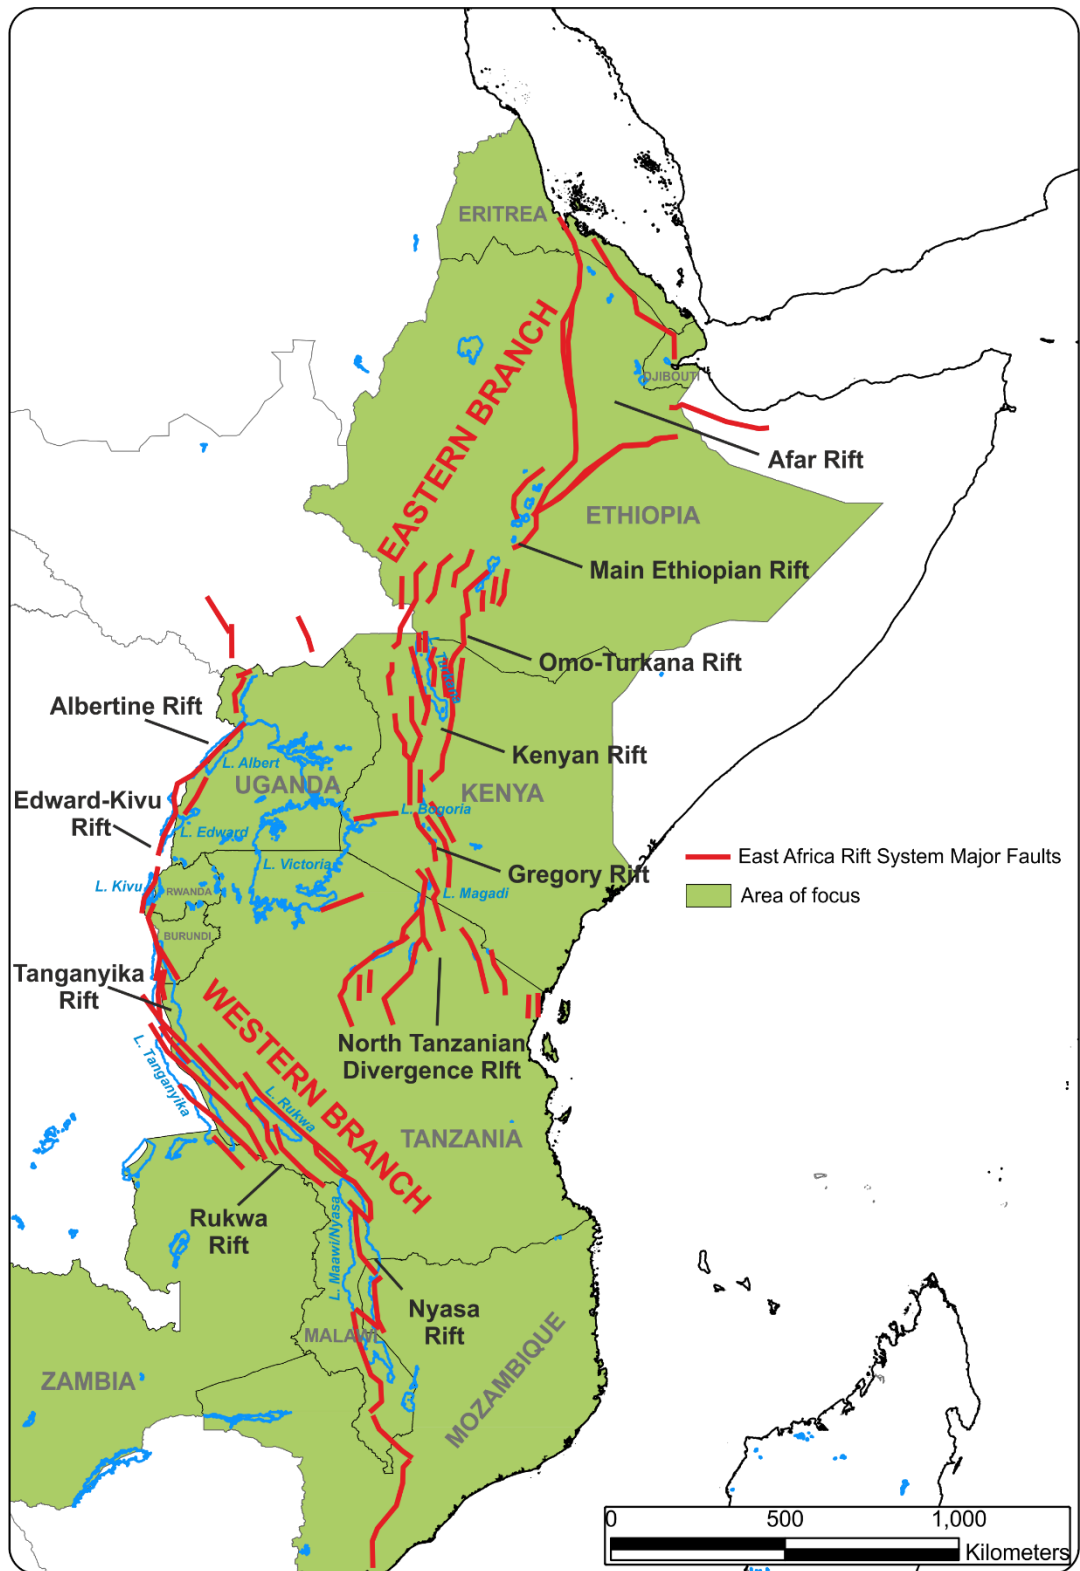 ERITREA
EASTERN BRANCH
DJIBOUTI
Afar Rift
ETHIOPIA
Main Ethiopian Rift
Omo-Turkana Rift
L. Turkana
Albertine Rift
Kenyan Rift
L. Albert
UGANDA
KENYA
Edward-Kivu
Rift
L. Bogoria
L. Edward
L. Victoria
Gregory Rift
East Africa Rift System Major Faults
L. Kivu
RWANDA
L. Magadi
Area of focus
BURUNDI
Tanganyika
Rift
WESTERN BRANCH
North Tanzanian
Divergence RIft
L. Tanganyika
L. Rukwa
TANZANIA
Rukwa
Rift
L. Maawi/Nyasa
Nyasa
Rift
MALAWI
MOZAMBIQUE
ZAMBIA
0 500 1,000
Kilometers